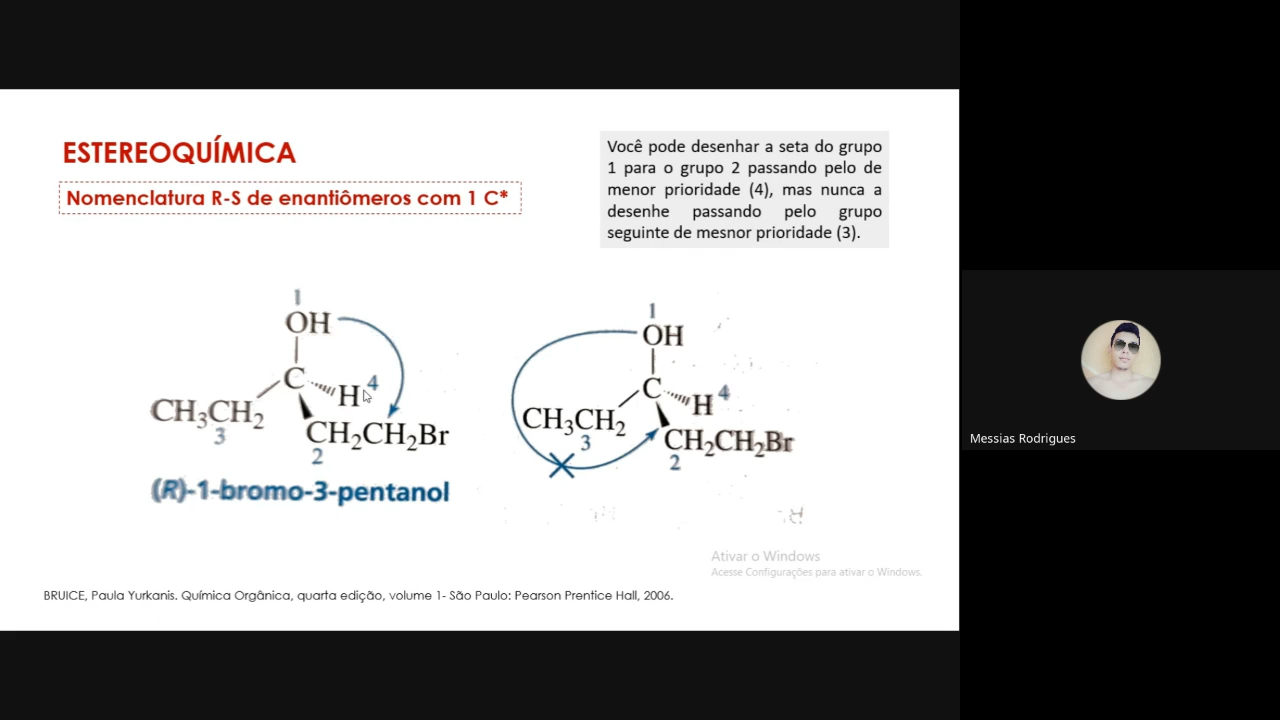 ESTEREOQUÍMICA
Nomenclatura R-S de enantiômeros com 1 C*
Você pode desenhar a seta do grupo
1 para o grupo 2 passando pelo de
menor prioridade (4), mas nunca a
desenhe passando pelo grupo
seguinte de mesnor prioridade (3).
1
OH
C
H 4
CH₃CH₂
3
CH₂CH₂Br
2
(R)-1-bromo-3-pentanol
1
OH
C
H 4
CH₃CH₂
3
CH₂CH₂Br
2
Ativar o Windows
Acesse Configurações para ativar o Windows.
BRUICE, Paula Yurkanis. Química Orgânica, quarta edição, volume 1- São Paulo: Pearson Prentice Hall, 2006.
Messias Rodrigues